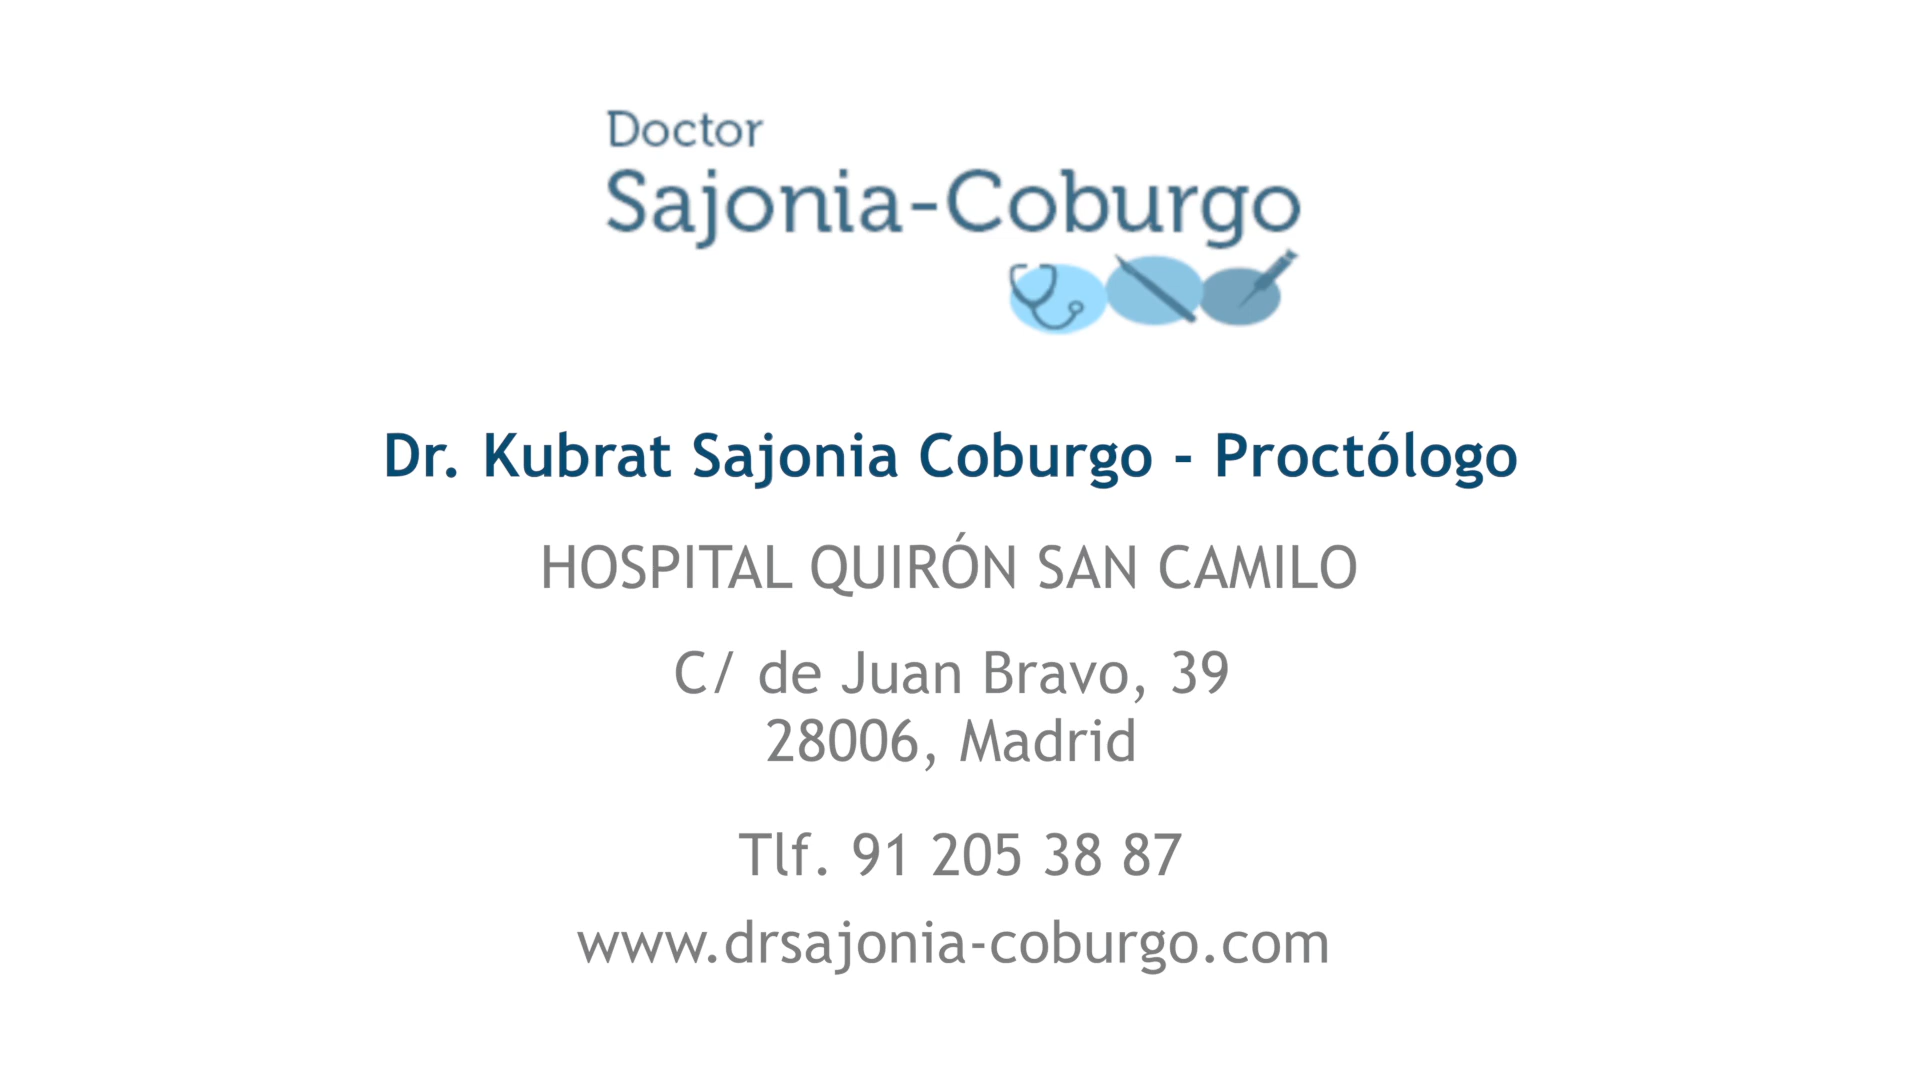 Doctor
Sajonia-Coburgo
Dr. Kubrat Sajonia Coburgo - Proctólogo
HOSPITAL QUIRÓN SAN CAMILO
C/ de Juan Bravo, 39
28006, Madrid
Tlf. 91 205 38 87
www.drsajonia-coburgo.com